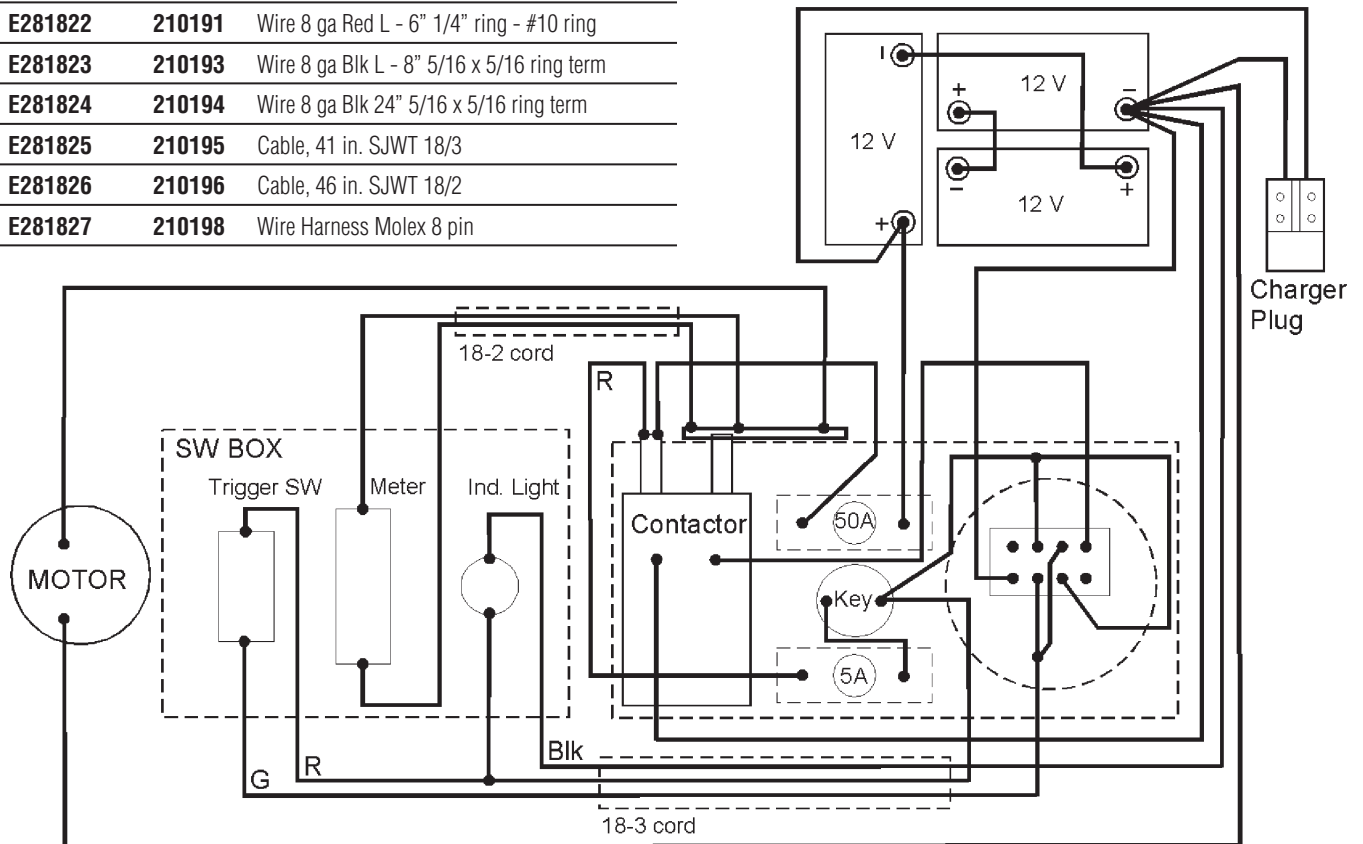 E281822 210191 Wire 8 ga Red L - 6” 1/4” ring - #10 ring
E281823 210193 Wire 8 ga Blk L - 8” 5/16 x 5/16 ring term
E281824 210194 Wire 8 ga Blk 24” 5/16 x 5/16 ring term
E281825 210195 Cable, 41 in. SJWT 18/3
E281826 210196 Cable, 46 in. SJWT 18/2
E281827 210198 Wire Harness Molex 8 pin
12 V
+
-
12 V
-
+
12 V
-
+
Charger
Plug
18-2 cord
R
SW BOX
Trigger SW
Meter
Ind. Light
Contactor
50A
MOTOR
Key
5A
Blk
R
G
18-3 cord